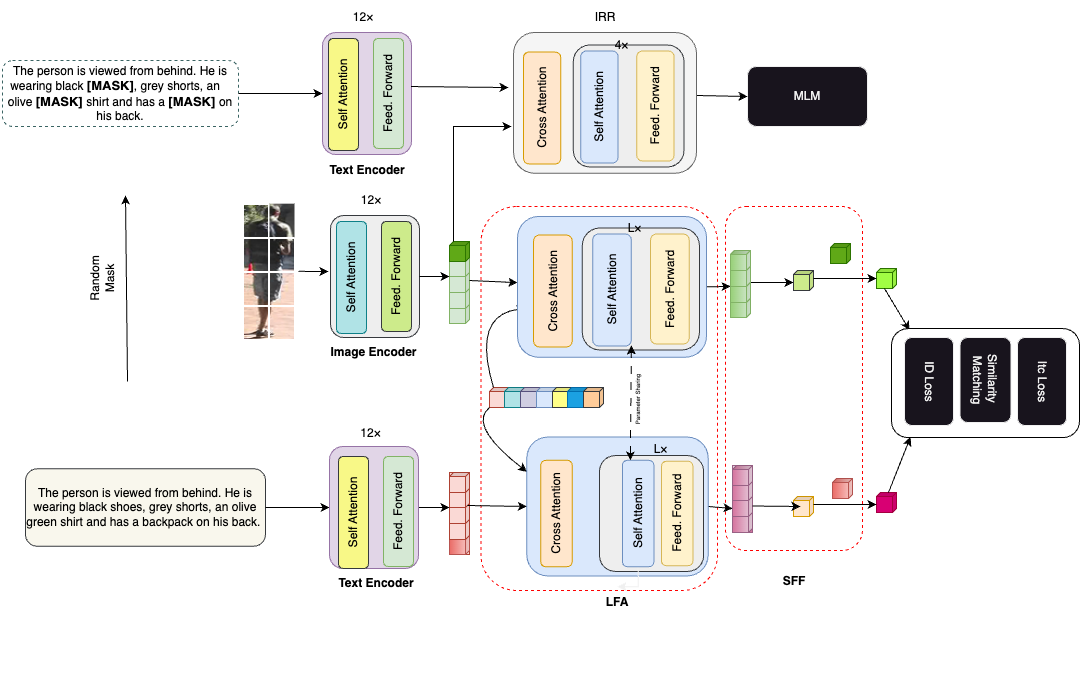 12×
IRR
4×
The person is viewed from behind. He is
wearing black [MASK], grey shorts, an
olive [MASK] shirt and has a [MASK] on
his back.
Self Attention
Feed. Forward
Cross Attention
Self Attention
Feed. Forward
MLM
Text Encoder
12×
Random
Mask
Self Attention
Feed. Forward
L×
Cross Attention
Self Attention
Feed. Forward
Image Encoder
ID Loss
Similarity
Matching
Itc Loss
Parameter Sharing
12×
L×
The person is viewed from behind. He is
wearing black shoes, grey shorts, an olive
green shirt and has a backpack on his back.
Self Attention
Feed. Forward
Cross Attention
Self Attention
Feed. Forward
Text Encoder
SFF
LFA